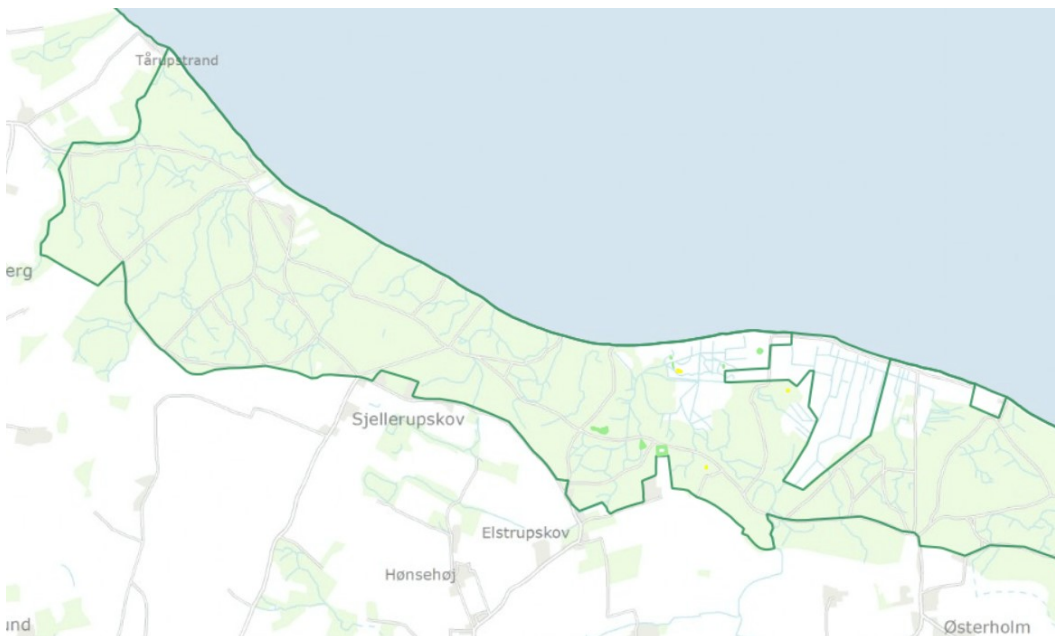 Tårupstrand
erg
Sjellerupskov
Elstrupskov
Hønsehøj
und
Østerholm